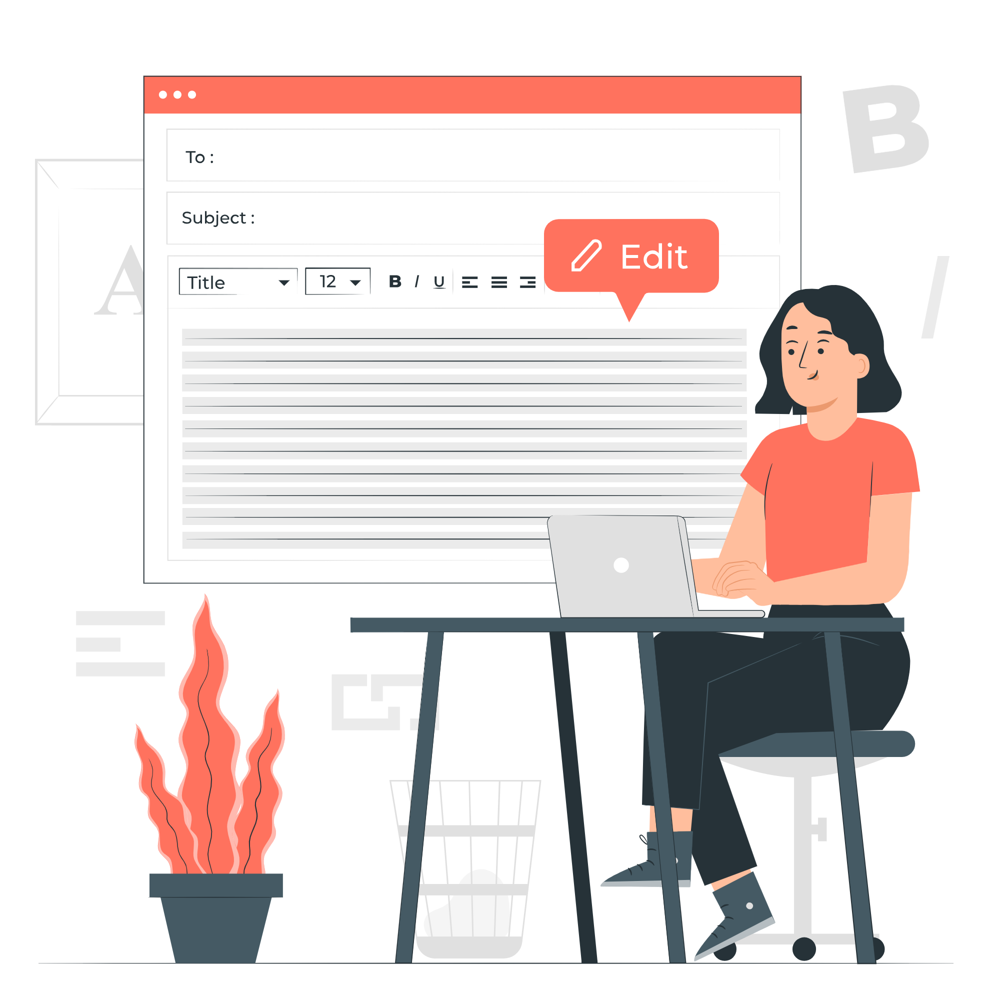 B
To :
Subject :
A
Edit
Title 12 B I U
I